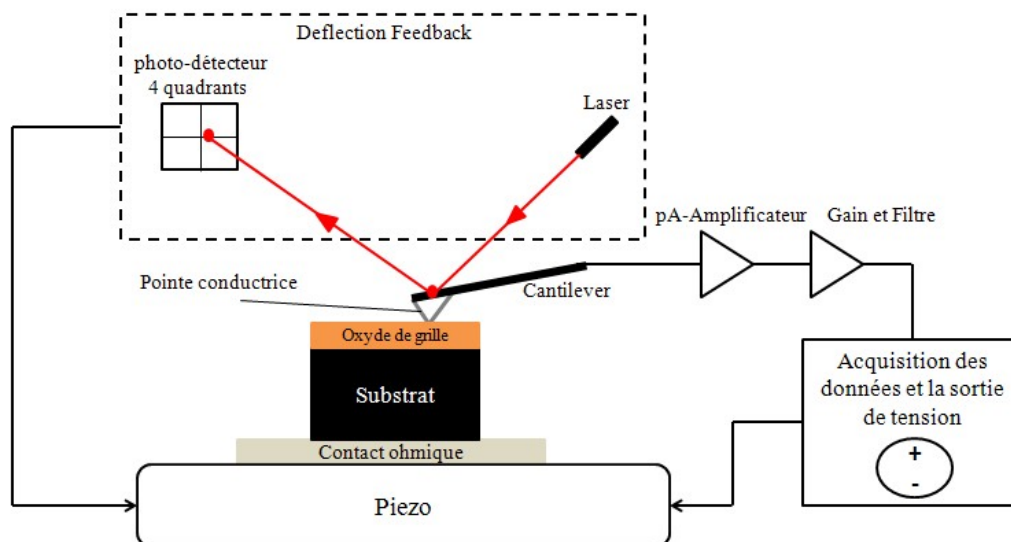 Deflection Feedback
photo-détecteur
4 quadrants
Laser
pA-Amplificateur
Gain et Filtre
Pointe conductrice
Cantilever
Oxyde de grille
Substrat
Contact ohmique
Piezo
Acquisition des
données et la sortie
de tension
+
-